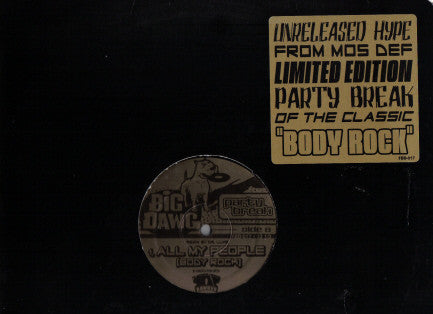 UNRELEASED HYPE
FROM MOS DEF
LIMITED EDITION
PARTY BREAK
OF THE CLASSIC
"BODY ROCK"
BIG
DAWG
party
break
side a
1. ALL MY PEOPLE
[BODY ROCK]